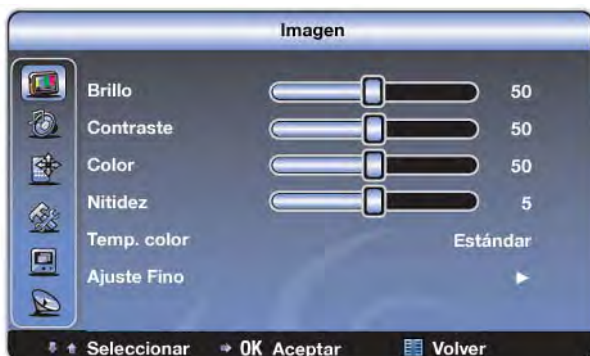 Imagen
Brillo 50
Contraste 50
Color 50
Nitidez 5
Temp. color Estándar
Ajuste Fino
Seleccionar OK Aceptar Volver